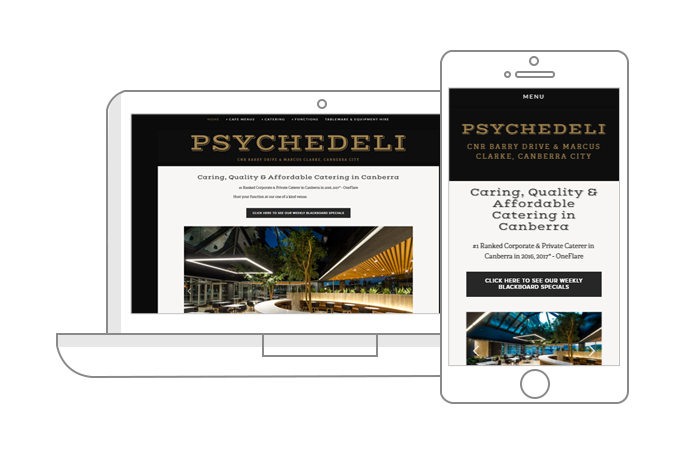 HOME + CAFE MENUS + CATERING + FUNCTIONS TABLEWARE & EQUIPMENT HIRE
PSYCHEDELI
CNR BARRY DRIVE & MARCUS CLARKE, CANBERRA CITY
Caring, Quality & Affordable Catering in Canberra
#1 Ranked Corporate & Private Caterer in Canberra in 2016, 2017* - OneFlare
Host your function at our one of a kind venue.
CLICK HERE TO SEE OUR WEEKLY BLACKBOARD SPECIALS
MENU
PSYCHEDELI
CNR BARRY DRIVE & MARCUS
CLARKE, CANBERRA CITY
Caring, Quality &
Affordable
Catering in
Canberra
#1 Ranked Corporate & Private Caterer in
Canberra in 2016, 2017* - OneFlare
CLICK HERE TO SEE OUR WEEKLY
BLACKBOARD SPECIALS